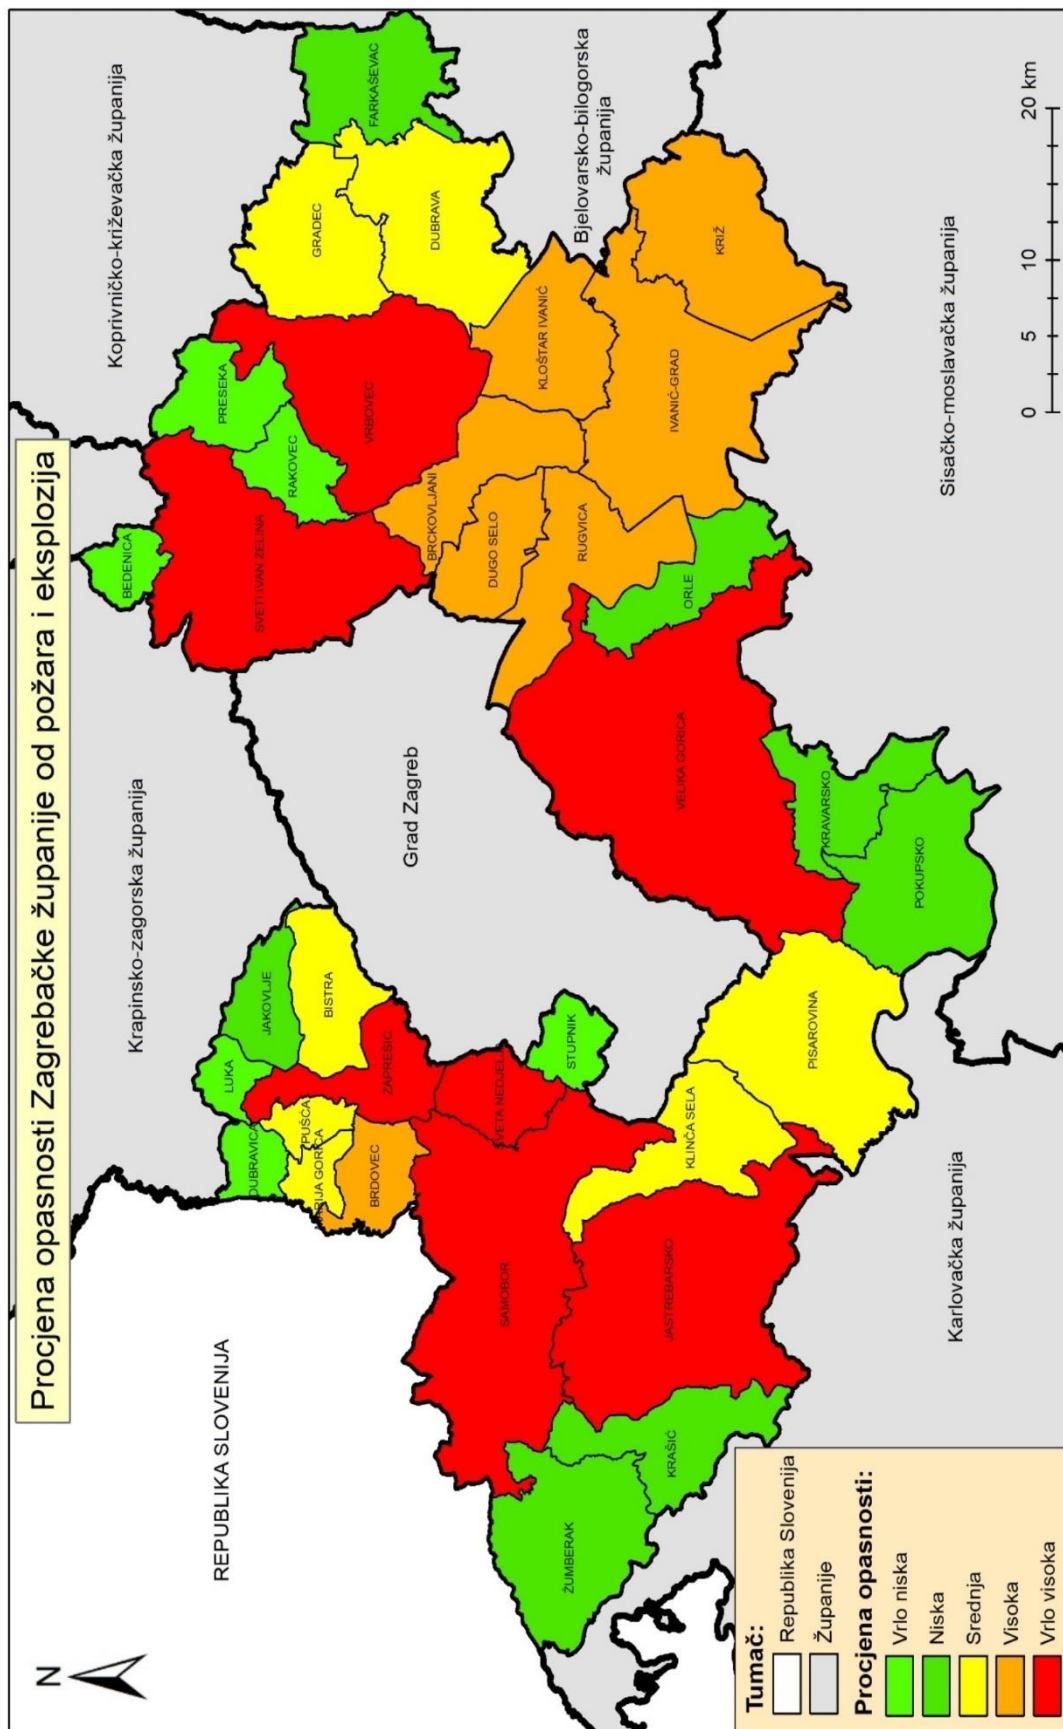 Procjena opasnosti Zagrebačke županije od požara i eksplozija
N
REPUBLIKA SLOVENIJA
Krapinsko-zagorska županija
Koprivničko-križevačka županija
Bjelovarsko-bilogorska
županija
Sisačko-moslavačka županija
Karlovačka županija
Grad Zagreb
BEDENICA
PRESEKA
RAKOVEC
SVETI IVAN ZELINA
VRBOVEC
GRADEC
FARKAŠEVAC
DUBRAVA
BRCKOVLJANI
DUGO SELO
RUGVICA
KLOŠTAR IVANIĆ
IVANIĆ-GRAD
KRIŽ
ORLE
VELIKA GORICA
KRAVARSKO
POKUPSKO
PISAROVINA
KLINČA SELA
STUPNIK
JAKOVLJE
LUKA
BISTRA
ZAPREŠIĆ
DUBRAVICA
PUŠĆA
MARIJA GORICA
BRDOVEC
SVETA NEDJELJA
SAMOBOR
JASTREBARSKO
KRAŠIĆ
ŽUMBERAK
Tumač:
Republika Slovenija
Županije
Procjena opasnosti:
Vrlo niska
Niska
Srednja
Visoka
Vrlo visoka
0 5 10 20 km